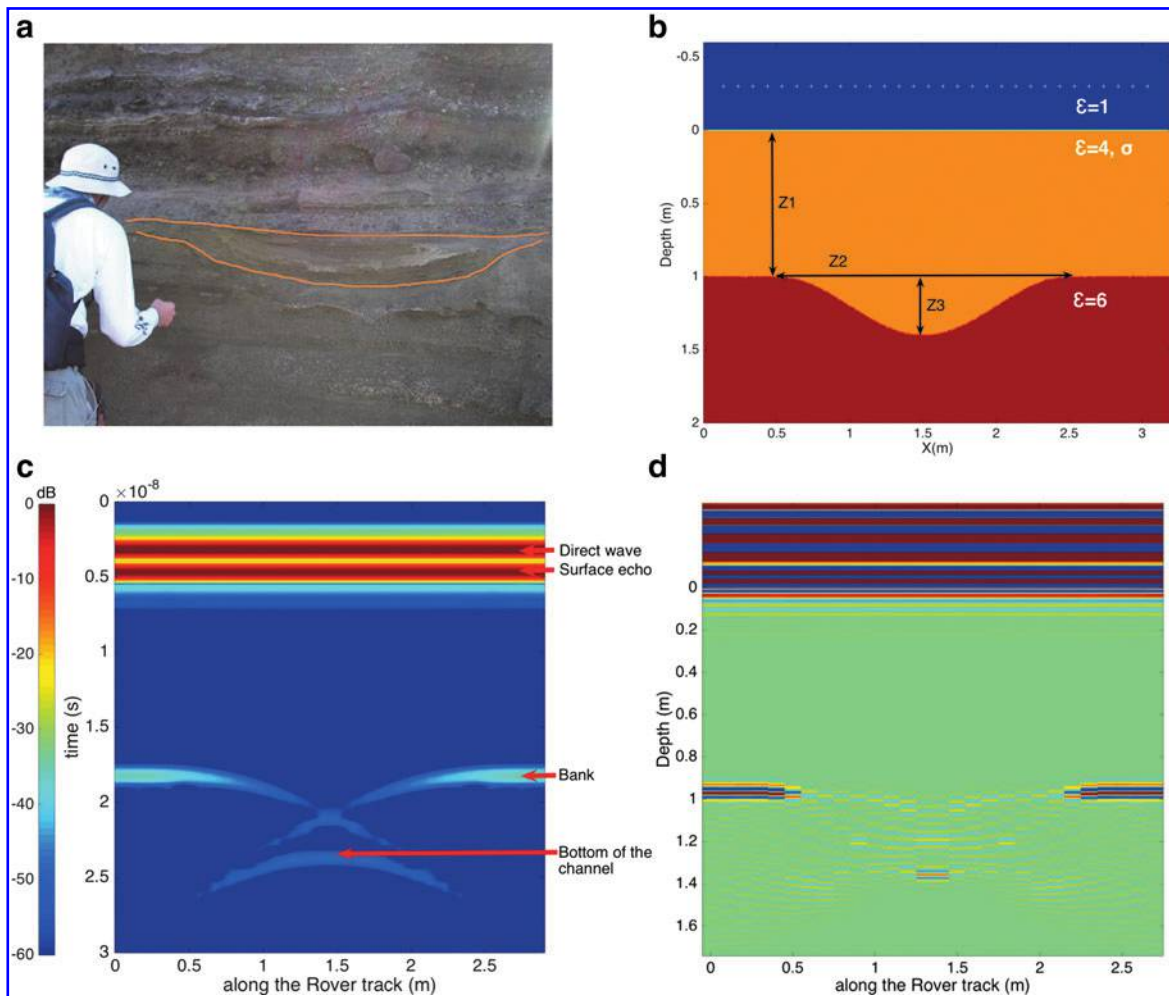 a
b
-0.5
0
0.5
1
1.5
2
Depth (m)
ε=1
ε=4, σ
Z1
Z2
Z3
ε=6
0 0.5 1 1.5 2 2.5 3
X(m)
c
dB
0
-10
-20
-30
-40
-50
-60
×10⁻⁸
0
0.5
1
1.5
2
2.5
3
time (s)
Direct wave
Surface echo
Bank
Bottom of the
channel
0 0.5 1 1.5 2 2.5
along the Rover track (m)
d
0
0.2
0.4
0.6
0.8
1
1.2
1.4
1.6
Depth (m)
0 0.5 1 1.5 2 2.5
along the Rover track (m)